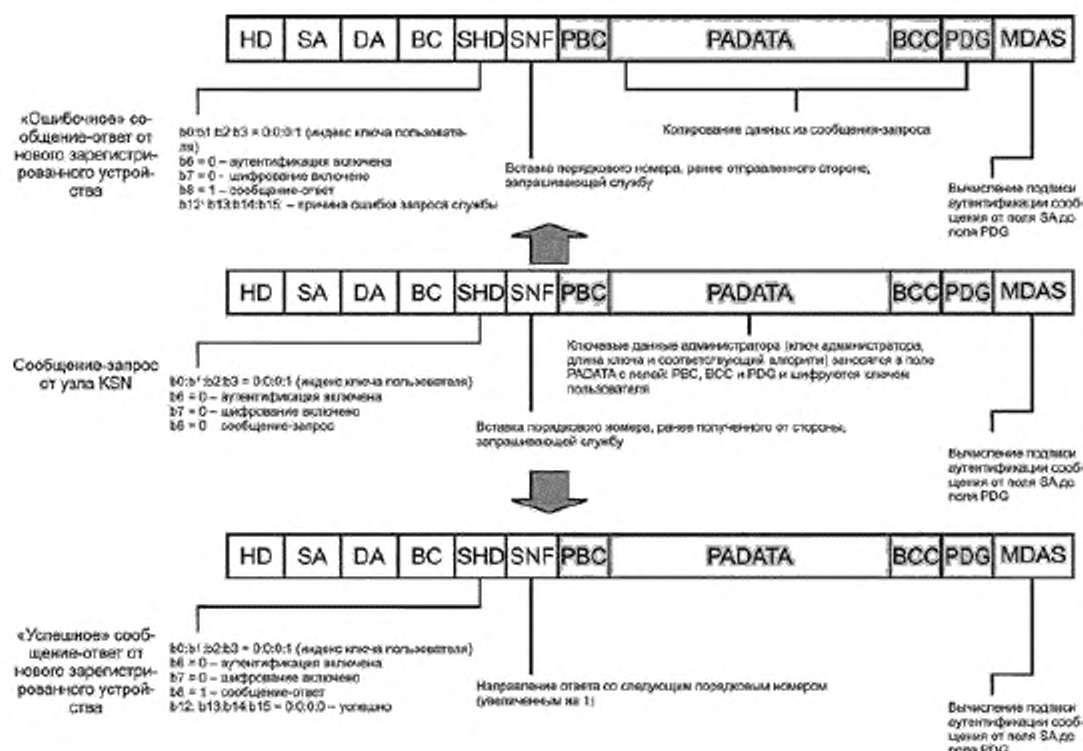 HD SA DA BC SHD SNF PBC PADATA BCC PDG MDAS
«Ошибочное» со-
общение-ответ от
нового зарегистри-
рованного устрой-
ства
b0:b1:b2:b3 = 0:0:0:1 (индекс ключа пользовате-
ля)
b6 = 0 – аутентификация включена
b7 = 0 - шифрование включено
b8 = 1 – сообщение-ответ
b12: b13:b14:b15: – причина ошибки запроса службы
Вставка порядкового номера, ранее отправленного стороне,
запрашивающей службу
Копирование данных из сообщения-запроса
Вычисление подписи
аутентификации сооб-
щения от поля SA до
поля PDG
HD SA DA BC SHD SNF PBC PADATA BCC PDG MDAS
Сообщение-запрос
от узла KSN
b0:b1:b2:b3 = 0:0:0:1 (индекс ключа пользователя)
b6 = 0 – аутентификация включена
b7 = 0 – шифрование включено
b8 = 0 сообщение-запрос
Вставка порядкового номера, ранее полученного от стороны,
запрашивающей службу
Ключевые данные администратора (ключ администратора,
длина ключа и соответствующий алгоритм) заносятся в поле
PADATA с полей: PBC, BCC и PDG и шифруются ключом
пользователя
Вычисление подписи
аутентификации сооб-
щения от поля SA до
поля PDG
HD SA DA BC SHD SNF PBC PADATA BCC PDG MDAS
«Успешное» сооб-
щение-ответ от
нового зарегистри-
рованного устрой-
ства
b0:b1:b2:b3 = 0:0:0:1 (индекс ключа пользователя)
b6 = 0 – аутентификация включена
b7 = 0 – шифрование включено
b8 = 1 – сообщение-ответ
b12: b13:b14:b15 = 0:0:0:0 – успешно
Направление ответа со следующим порядковым номером
(увеличенным на 1)
Вычисление подписи
аутентификации сооб-
щения от поля SA до
поля PDG